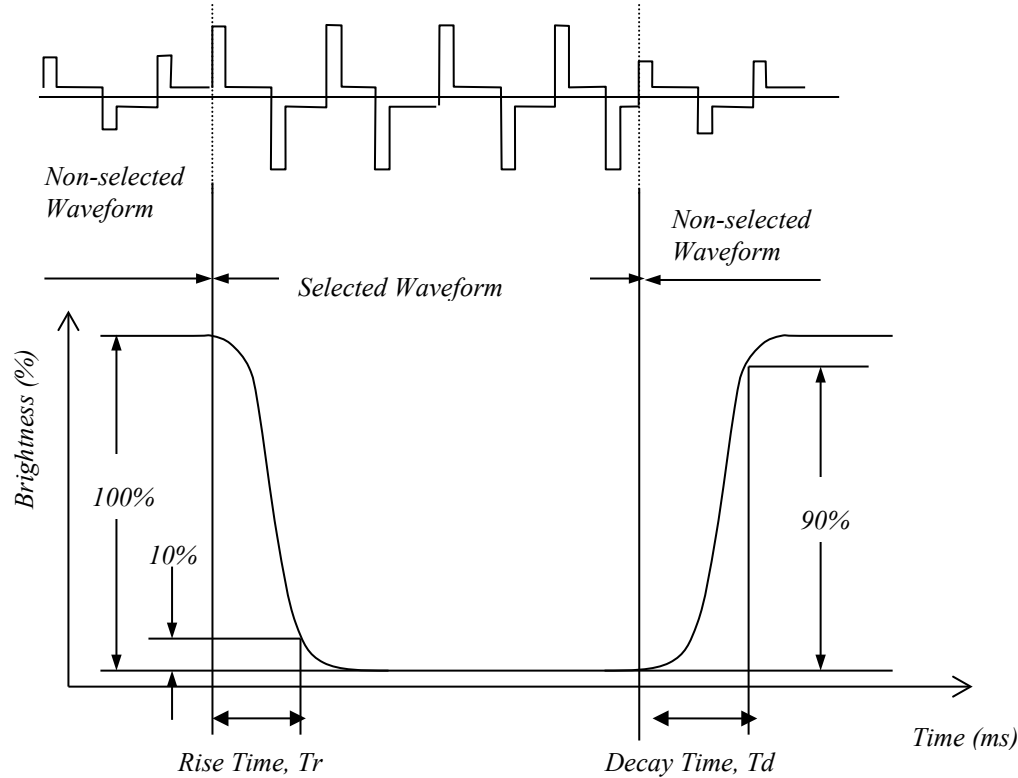 Non-selected
Waveform
Non-selected
Waveform
Selected Waveform
Brightness (%)
100%
10%
90%
Time (ms)
Rise Time, Tr
Decay Time, Td